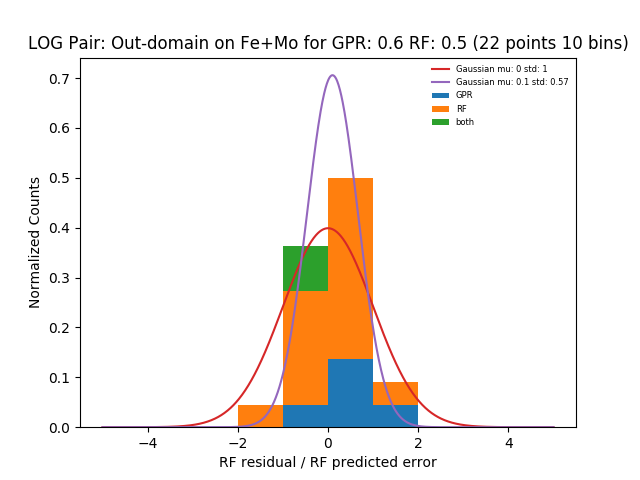 LOG Pair: Out-domain on Fe+Mo for GPR: 0.6 RF: 0.5 (22 points 10 bins)
Gaussian mu: 0 std: 1
Gaussian mu: 0.1 std: 0.57
GPR
RF
both
Normalized Counts
0.7
0.6
0.5
0.4
0.3
0.2
0.1
0.0
−4 −2 0 2 4
RF residual / RF predicted error